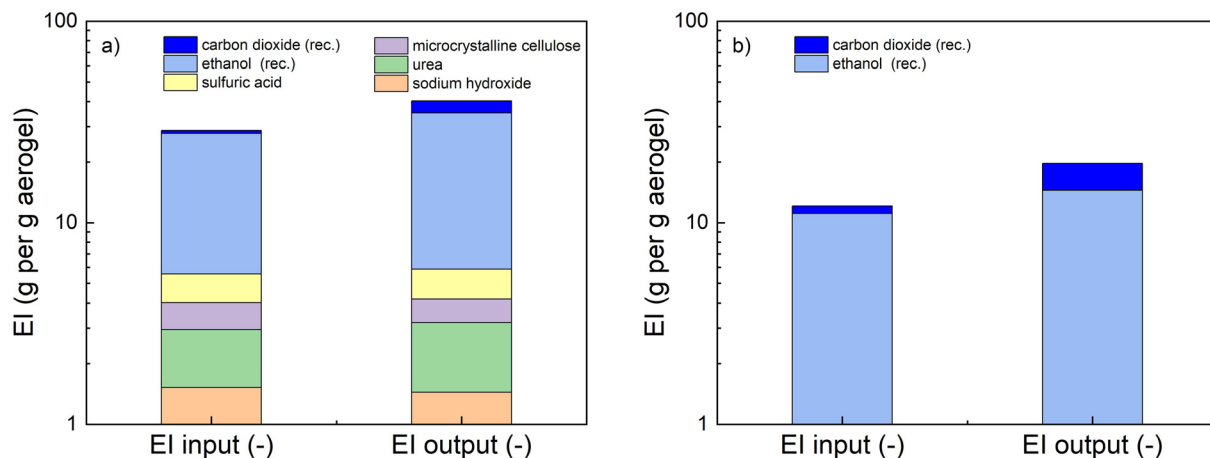 a)
carbon dioxide (rec.)
ethanol (rec.)
sulfuric acid
microcrystalline cellulose
urea
sodium hydroxide
EI (g per g aerogel)
100
10
1
EI input (-)
EI output (-)
b)
carbon dioxide (rec.)
ethanol (rec.)
EI (g per g aerogel)
100
10
1
EI input (-)
EI output (-)